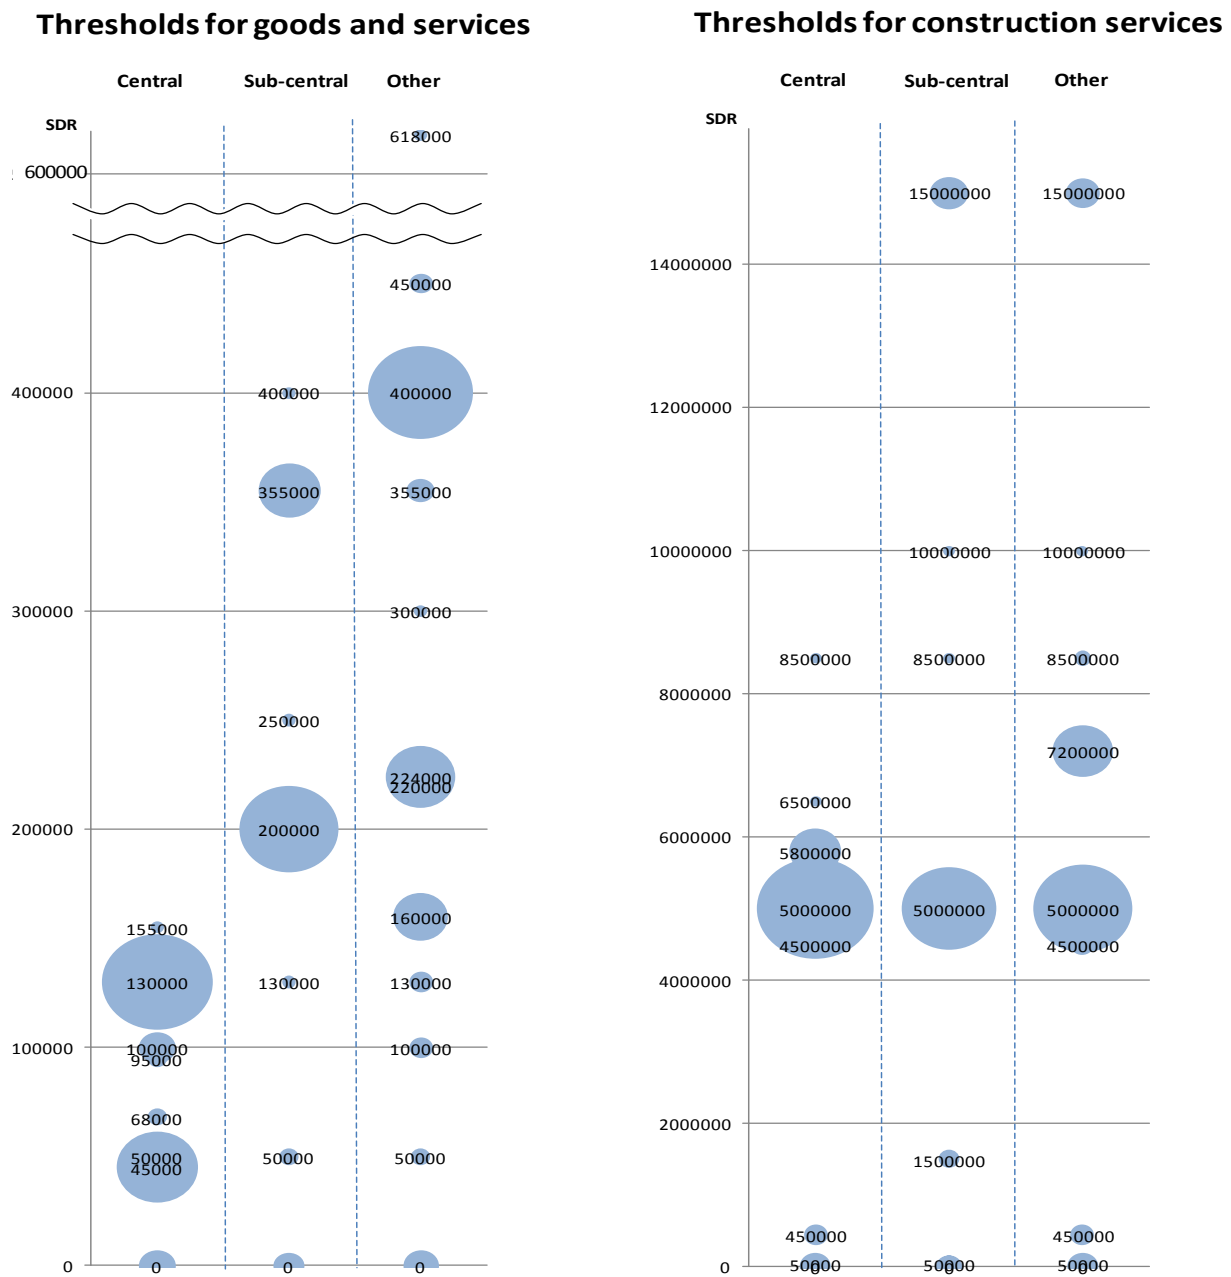 Thresholds for goods and services
Central Sub-central Other
SDR
618000
600000
450000
400000 400000 400000
355000 355000
300000 300000
250000
224000
220000
200000 200000
160000
155000
130000 130000 130000
100000 100000 100000
95000
68000
50000 50000 50000
45000
0 0 0 0
Thresholds for construction services
Central Sub-central Other
SDR
15000000 15000000
14000000
12000000
10000000 10000000 10000000
8500000 8500000 8500000
8000000
7200000
6500000
6000000
5800000
5000000 5000000 5000000
4500000 4500000
4000000
2000000
1500000
450000 450000
50000 50000 50000
0 0 0 0